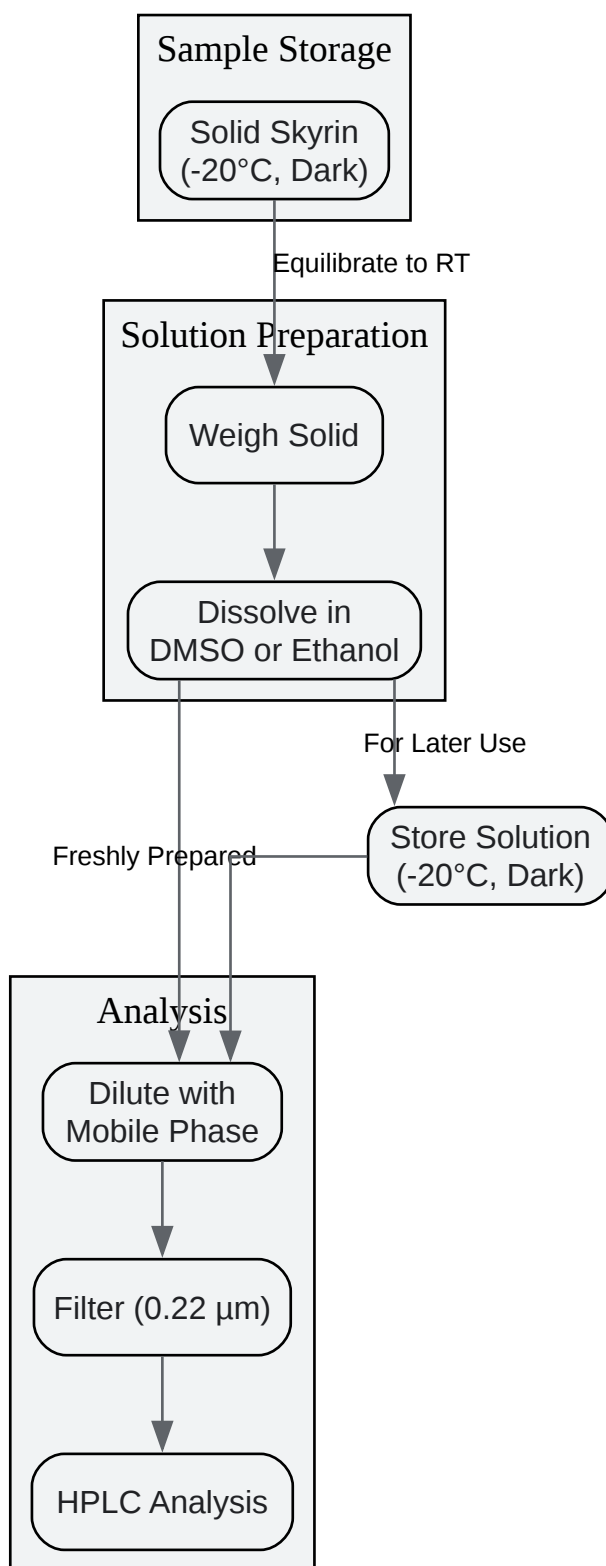 Sample Storage
Solid Skyrin
(-20°C, Dark)
Equilibrate to RT
Solution Preparation
Weigh Solid
Dissolve in
DMSO or Ethanol
For Later Use
Store Solution
(-20°C, Dark)
Freshly Prepared
Analysis
Dilute with
Mobile Phase
Filter (0.22 µm)
HPLC Analysis